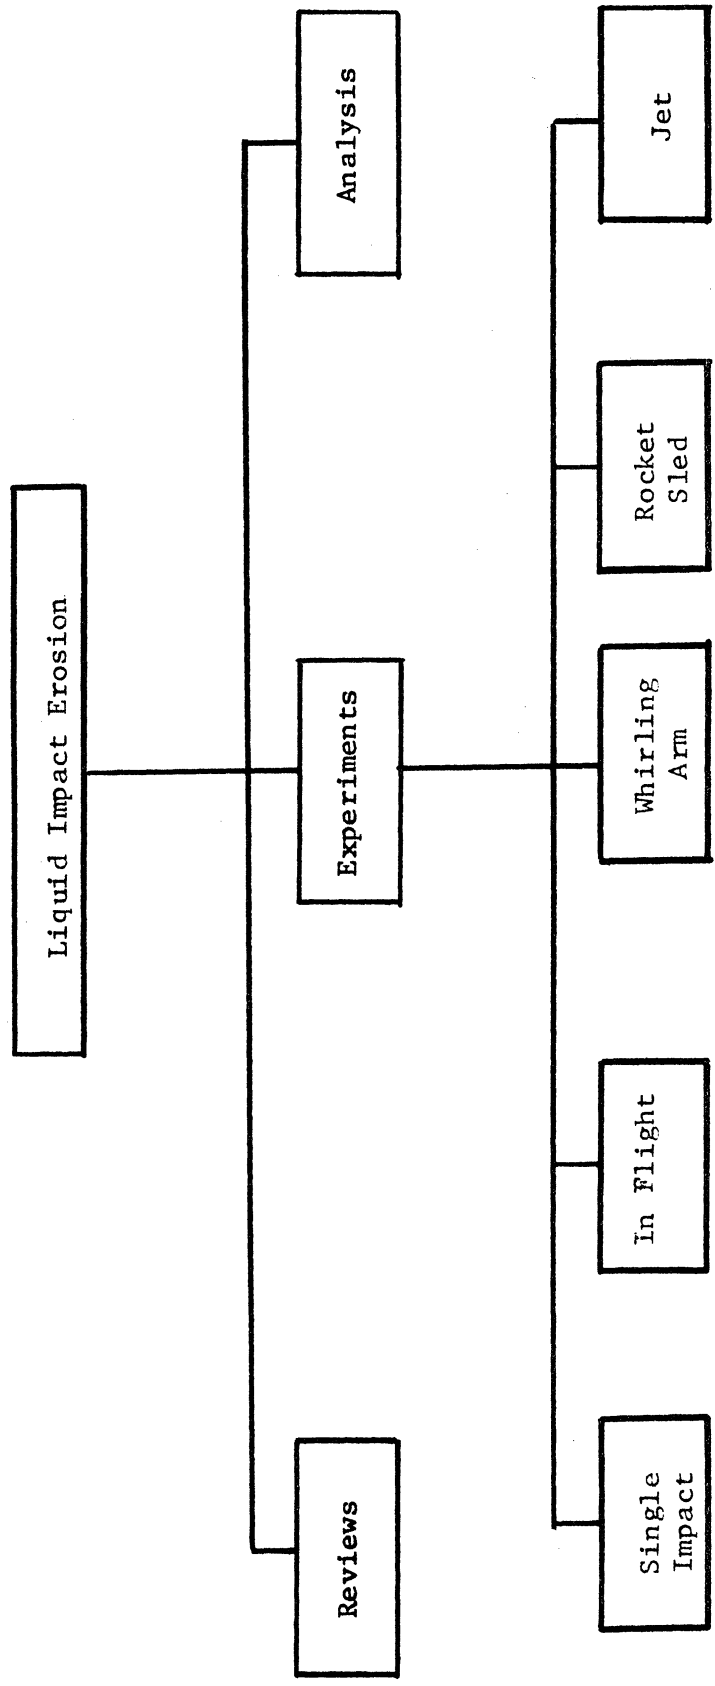 Liquid Impact Erosion
Reviews
Experiments
Analysis
Single
Impact
In Flight
Whirling
Arm
Rocket
Sled
Jet